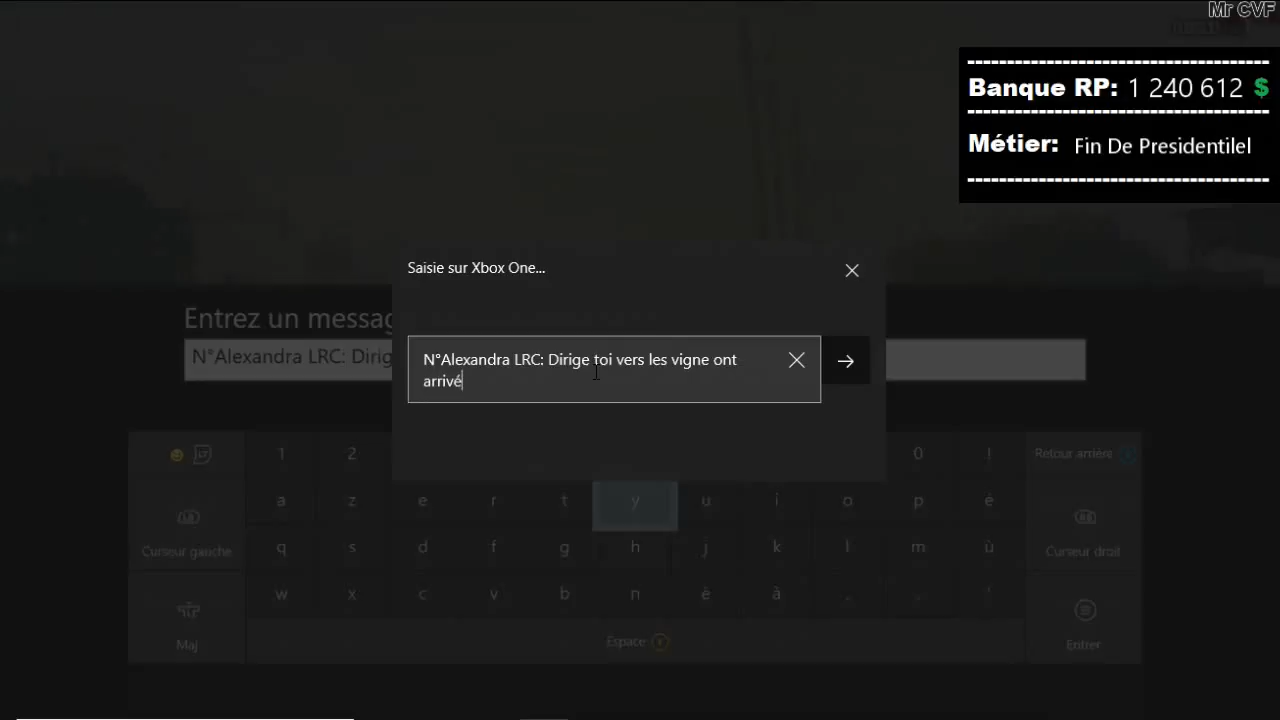 Mr CVF
Banque RP: 1 240 612 $
Métier: Fin De Presidentilel
Saisie sur Xbox One...
Entrez un messag
N°Alexandra LRC: Dirig
N°Alexandra LRC: Dirige toi vers les vigne ont
arrivé
1 2 0 ! Retour arrière
a z e r t y u i o p é
Curseur gauche q s d f g h j k l m ù Curseur droit
w x c v b n è à , . '
Maj Espace Y Entrer